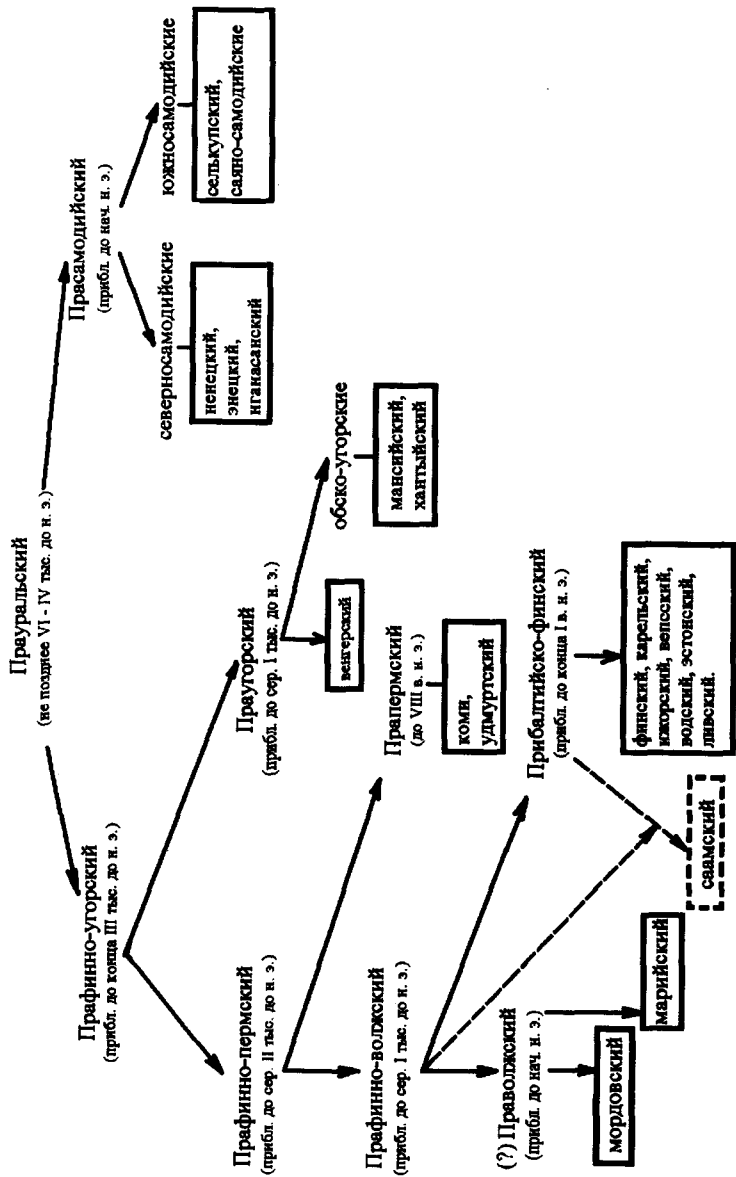 Прауральский
(не позднее VI - IV тыс. до н. э.)
Прафинно-угорский
(прибл. до конца III тыс. до н. э.)
Прасамодийский
(прибл. до нач. н. э.)
северносамодийские
южносамодийские
ненецкий,
энецкий,
нганасанский
селькупский,
саяно-самодийский
Прафинно-пермский
(прибл. до сер. II тыс. до н. э.)
Праугорский
(прибл. до сер. I тыс. до н. э.)
венгерский
обско-угорские
мансийский,
хантыйский
Прафинно-волжский
(прибл. до сер. I тыс. до н. э.)
Прапермский
(до VIII в. н. э.)
коми,
удмуртский
(?) Праволжский
(прибл. до нач. н. э.)
Прибалтийско-финский
(прибл. до конца I в. н. э.)
мордовский
марийский
саамский
финский, карельский,
ижорский, вепсский,
водский, эстонский,
ливский.